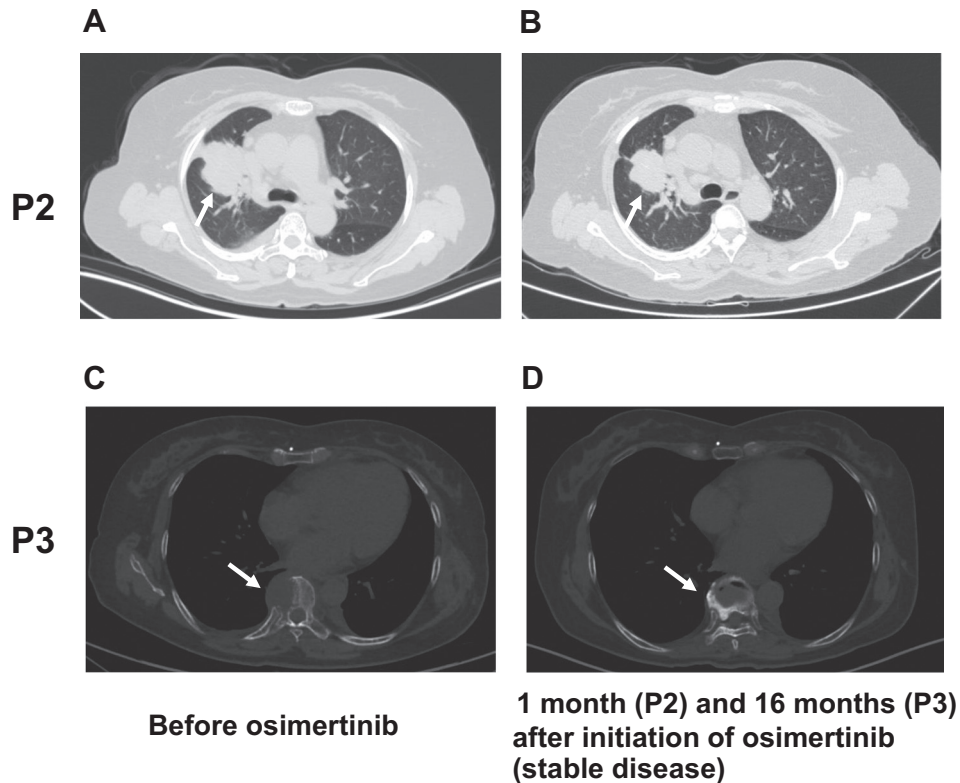 A
B
P2
C
D
P3
Before osimertinib
1 month (P2) and 16 months (P3)
after initiation of osimertinib
(stable disease)